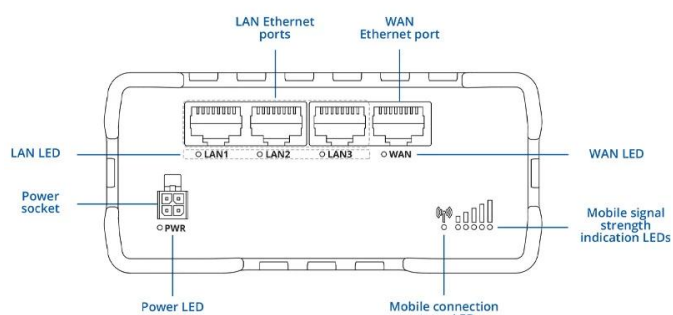 LAN Ethernet
ports
WAN
Ethernet port
LAN LED
LAN1
LAN2
LAN3
WAN
WAN LED
Power
socket
PWR
Mobile signal
strength
indication LEDs
Power LED
Mobile connection